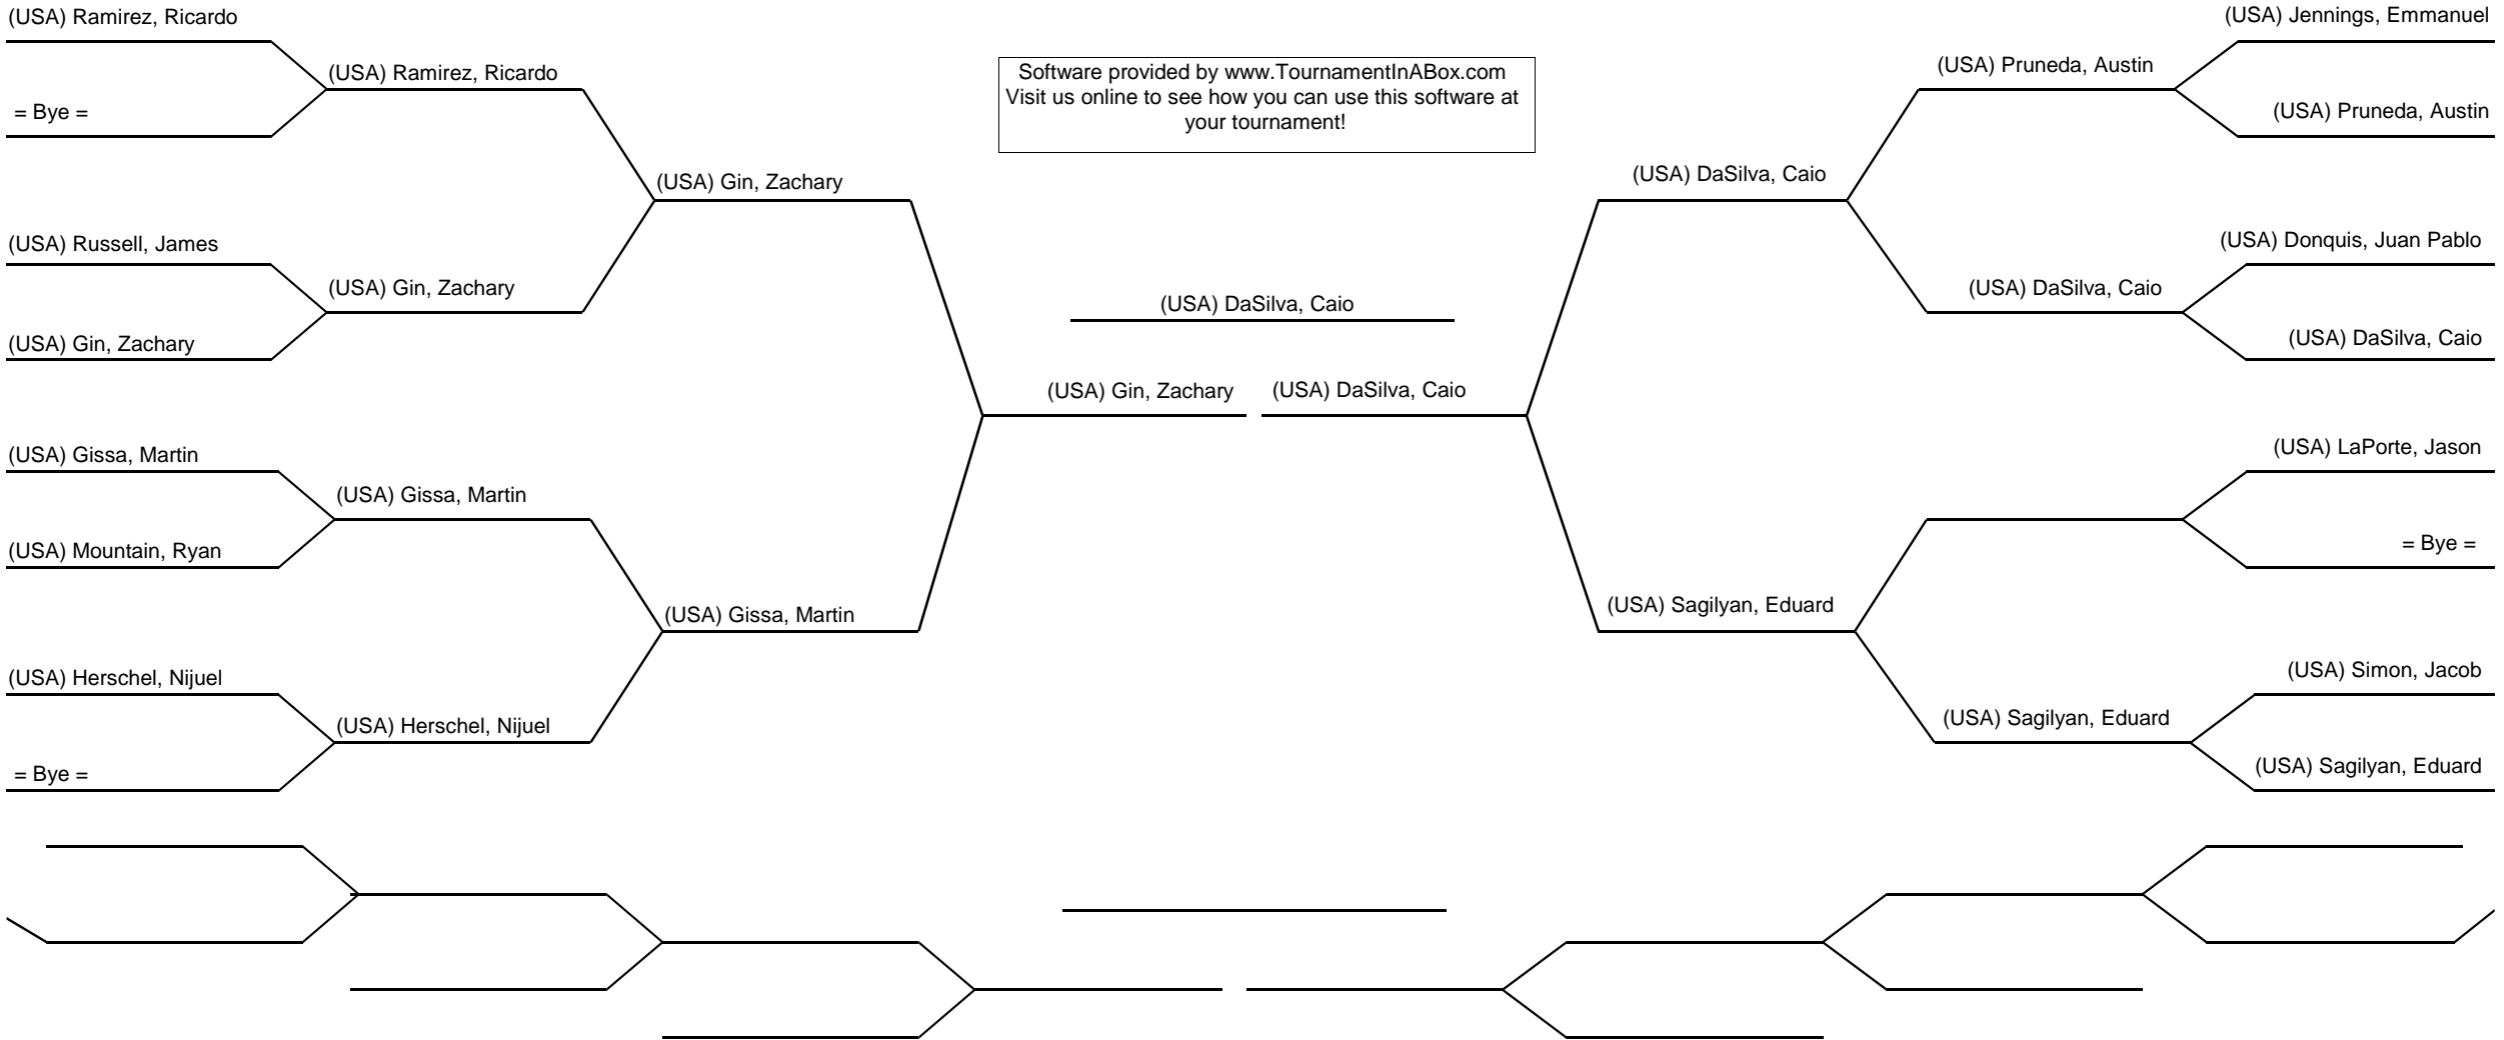 (USA) Ramirez, Ricardo
= Bye =
(USA) Russell, James
(USA) Gin, Zachary
(USA) Gissa, Martin
(USA) Mountain, Ryan
(USA) Herschel, Nijuel
= Bye =
(USA) Ramirez, Ricardo
(USA) Gin, Zachary
(USA) Gissa, Martin
(USA) Herschel, Nijuel
(USA) Gin, Zachary
(USA) Gissa, Martin
Software provided by www.TournamentInABox.com
Visit us online to see how you can use this software at
your tournament!
(USA) DaSilva, Caio
(USA) Gin, Zachary
(USA) DaSilva, Caio
(USA) DaSilva, Caio
(USA) Sagilyan, Eduard
(USA) Pruneda, Austin
(USA) DaSilva, Caio
(USA) Sagilyan, Eduard
(USA) Jennings, Emmanuel
(USA) Pruneda, Austin
(USA) Donquis, Juan Pablo
(USA) DaSilva, Caio
(USA) LaPorte, Jason
= Bye =
(USA) Simon, Jacob
(USA) Sagilyan, Eduard